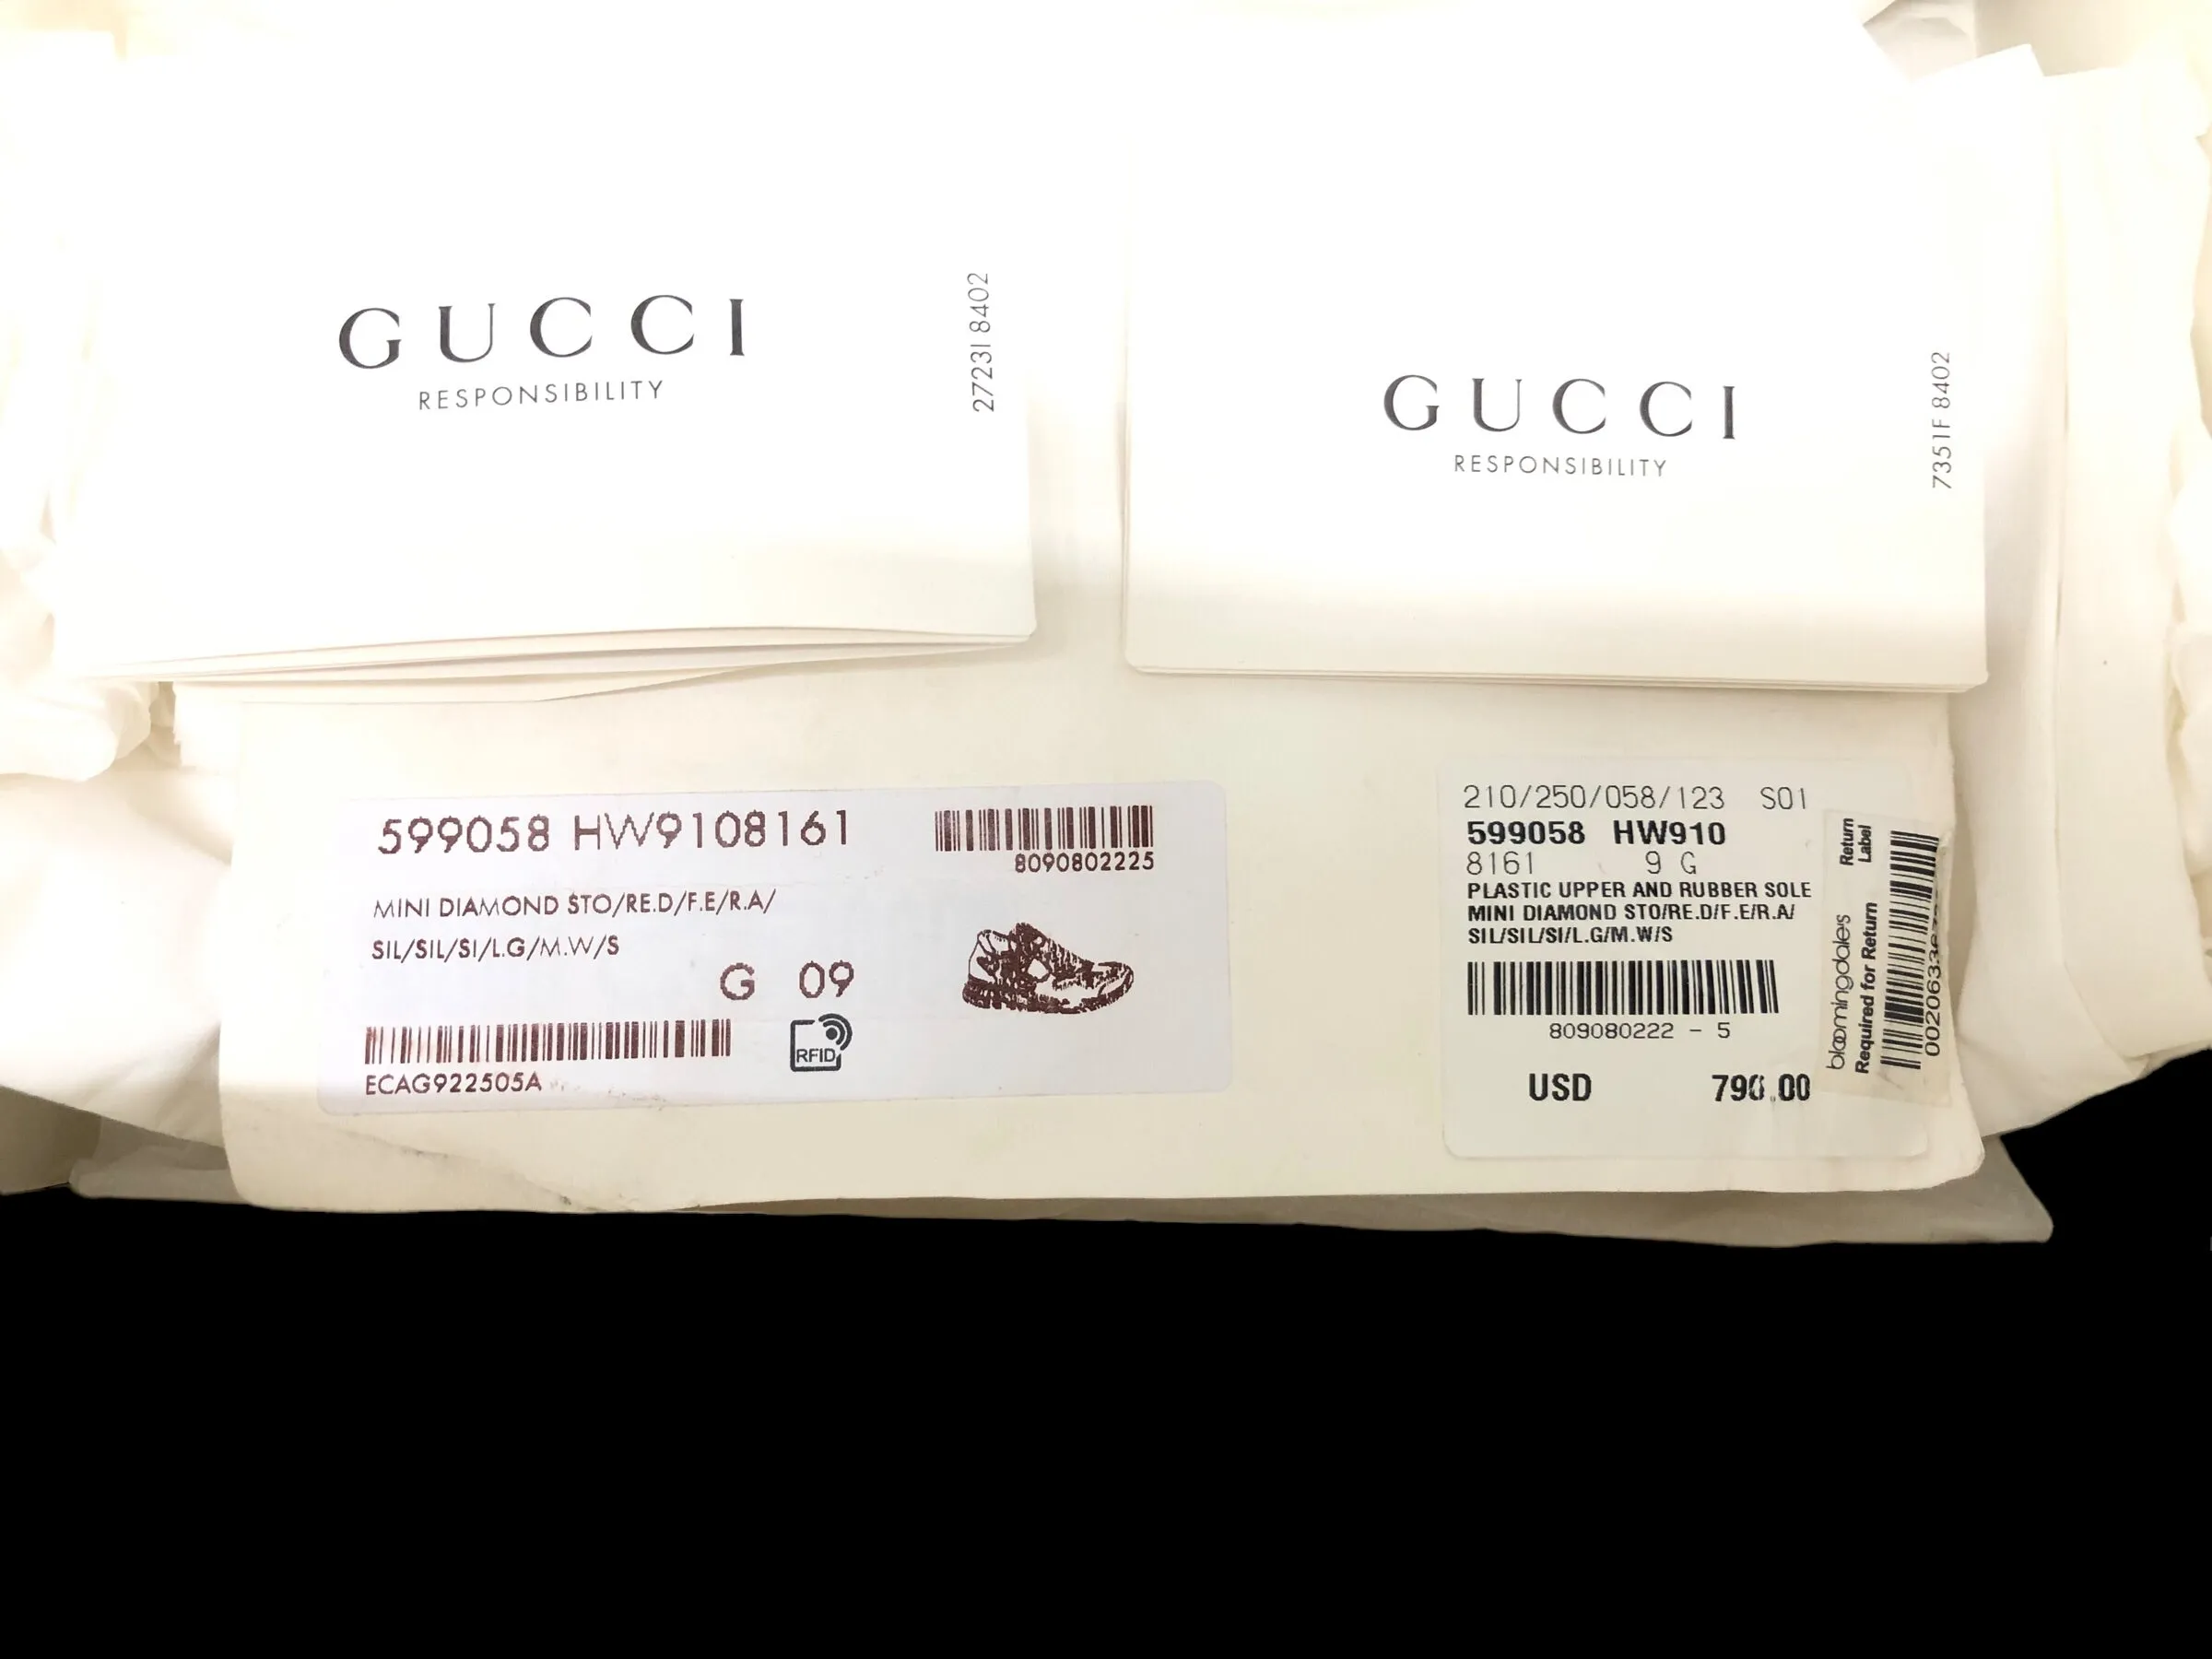 GUCCI
RESPONSIBILITY
27231 8402
GUCCI
RESPONSIBILITY
7351F 8402
599058 HW9108161
8090802225
MINI DIAMOND STO/RE.D/F.E/R.A/
SIL/SIL/SI/L.G/M.W/S
G 09
RFID
ECAG922505A
210/250/058/123 S01
599058 HW910
8161 9 G
PLASTIC UPPER AND RUBBER SOLE
MINI DIAMOND STO/RE.D/F.E/R.A/
SIL/SIL/SI/L.G/M.W/S
809080222 - 5
USD 790.00
bloomingdales
Return
Label
Required for Return